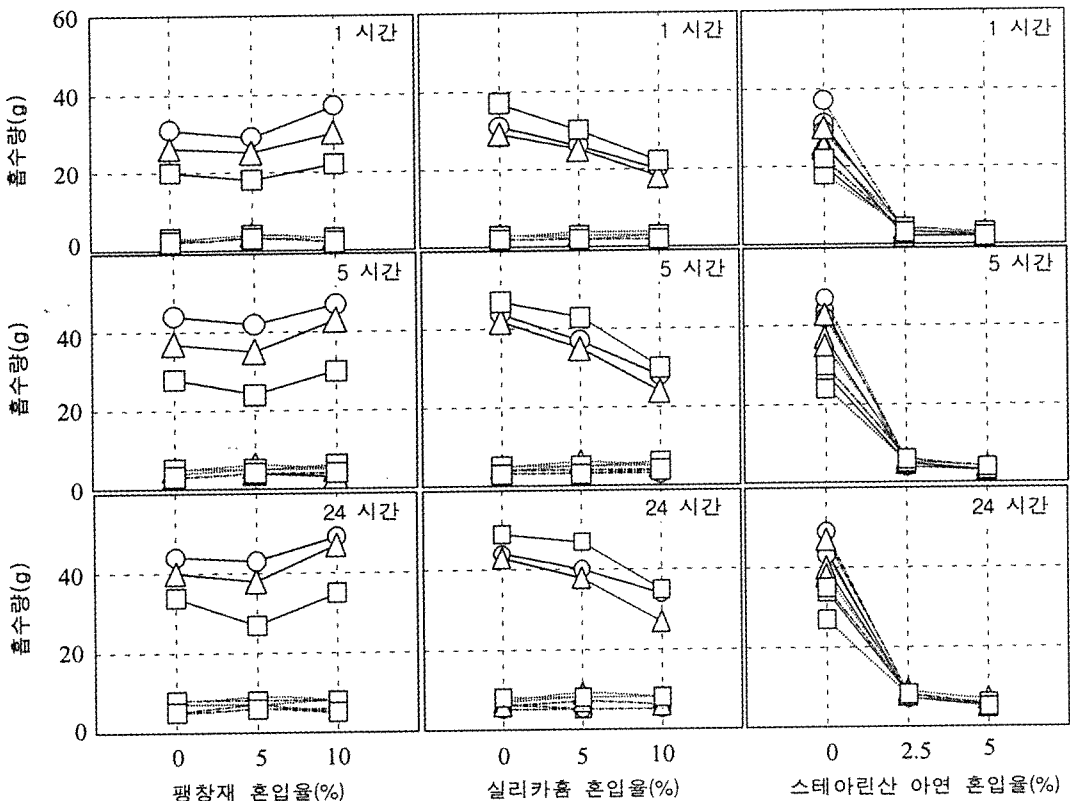 60
40
20
0
흡수량(g)
1 시간
1 시간
1 시간
40
20
0
흡수량(g)
5 시간
5 시간
5 시간
40
20
0
흡수량(g)
24 시간
24 시간
24 시간
0 5 10
0 5 10
0 2.5 5
팽창재 혼입율(%)
실리카흄 혼입율(%)
스테아린산 아연 혼입율(%)